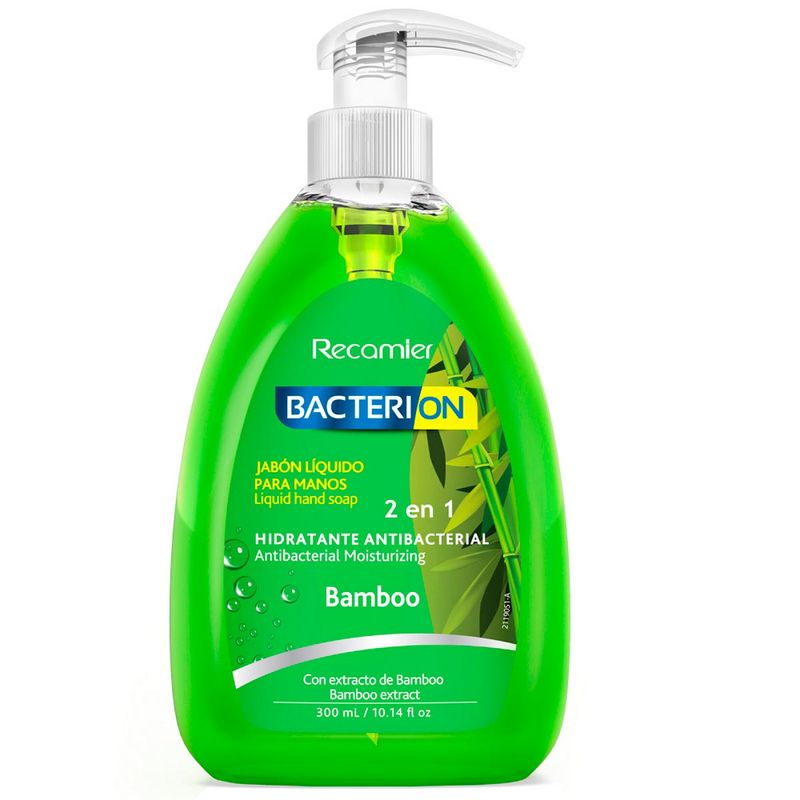 Recamier
BACTERION
JABÓN LÍQUIDO
PARA MANOS
Liquid hand soap
2 en 1
HIDRATANTE ANTIBACTERIAL
Antibacterial Moisturizing
Bamboo
2119051-A
Con extracto de Bamboo
Bamboo extract
300 mL / 10.14 fl oz